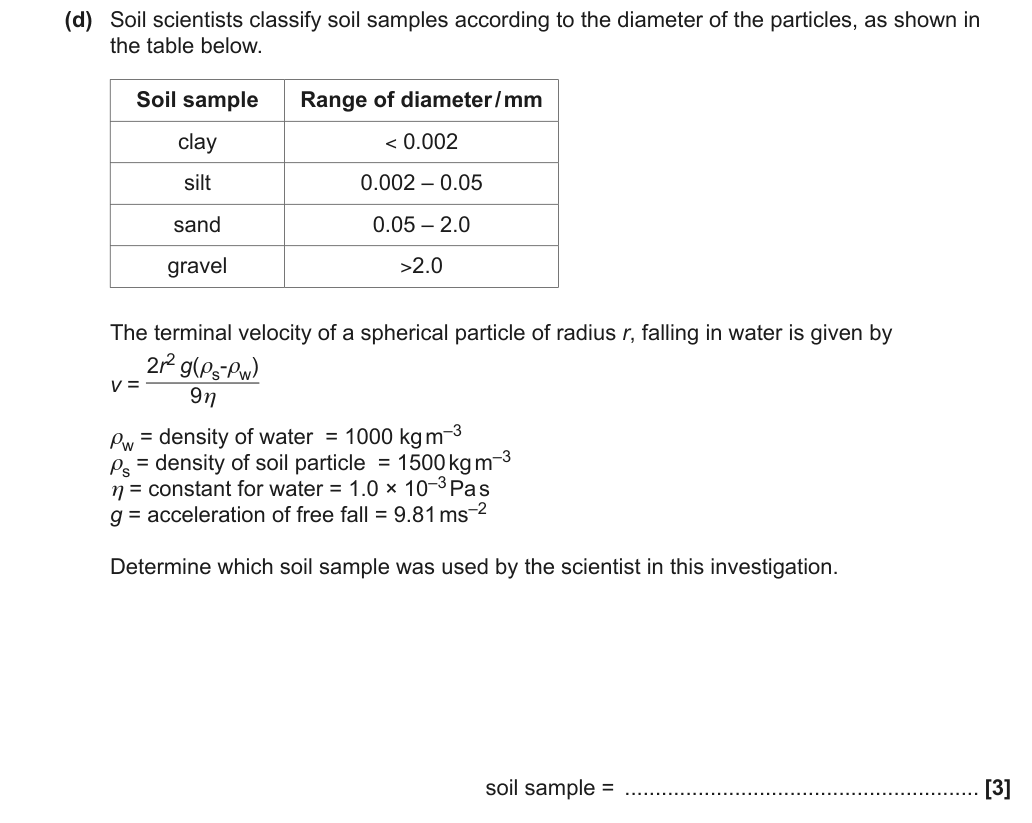 (d) Soil scientists classify soil samples according to the diameter of the particles, as shown in
the table below.
Soil sample Range of diameter/mm
clay < 0.002
silt 0.002 – 0.05
sand 0.05 – 2.0
gravel >2.0
The terminal velocity of a spherical particle of radius r, falling in water is given by
v = 2r² g(ρs-ρw) / 9η
ρw = density of water = 1000 kg m⁻³
ρs = density of soil particle = 1500 kg m⁻³
η = constant for water = 1.0 × 10⁻³ Pa s
g = acceleration of free fall = 9.81 ms⁻²
Determine which soil sample was used by the scientist in this investigation.
soil sample = .......................................................... [3]